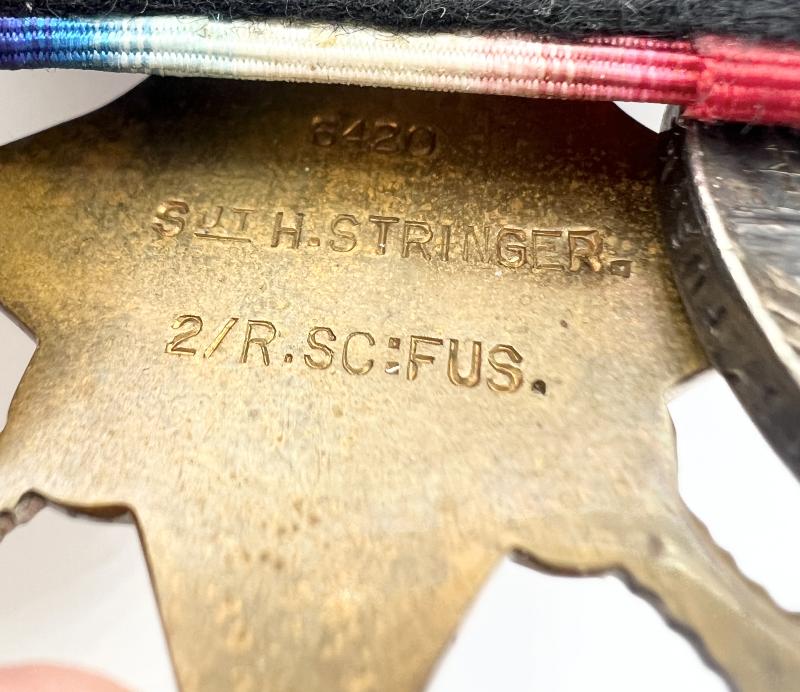 6420
SJT H.STRINGER.
2/R.SC:FUS.